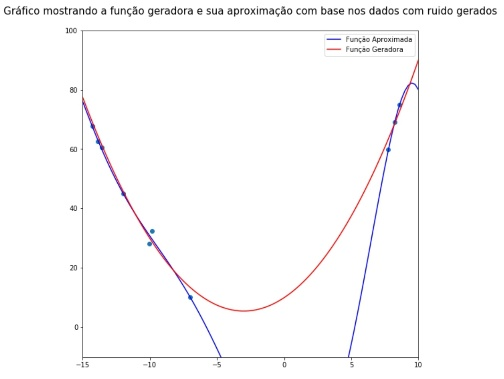 Gráfico mostrando a função geradora e sua aproximação com base nos dados com ruido gerados
100
80
60
40
20
0
Função Aproximada
Função Geradora
−15 −10 −5 0 5 10